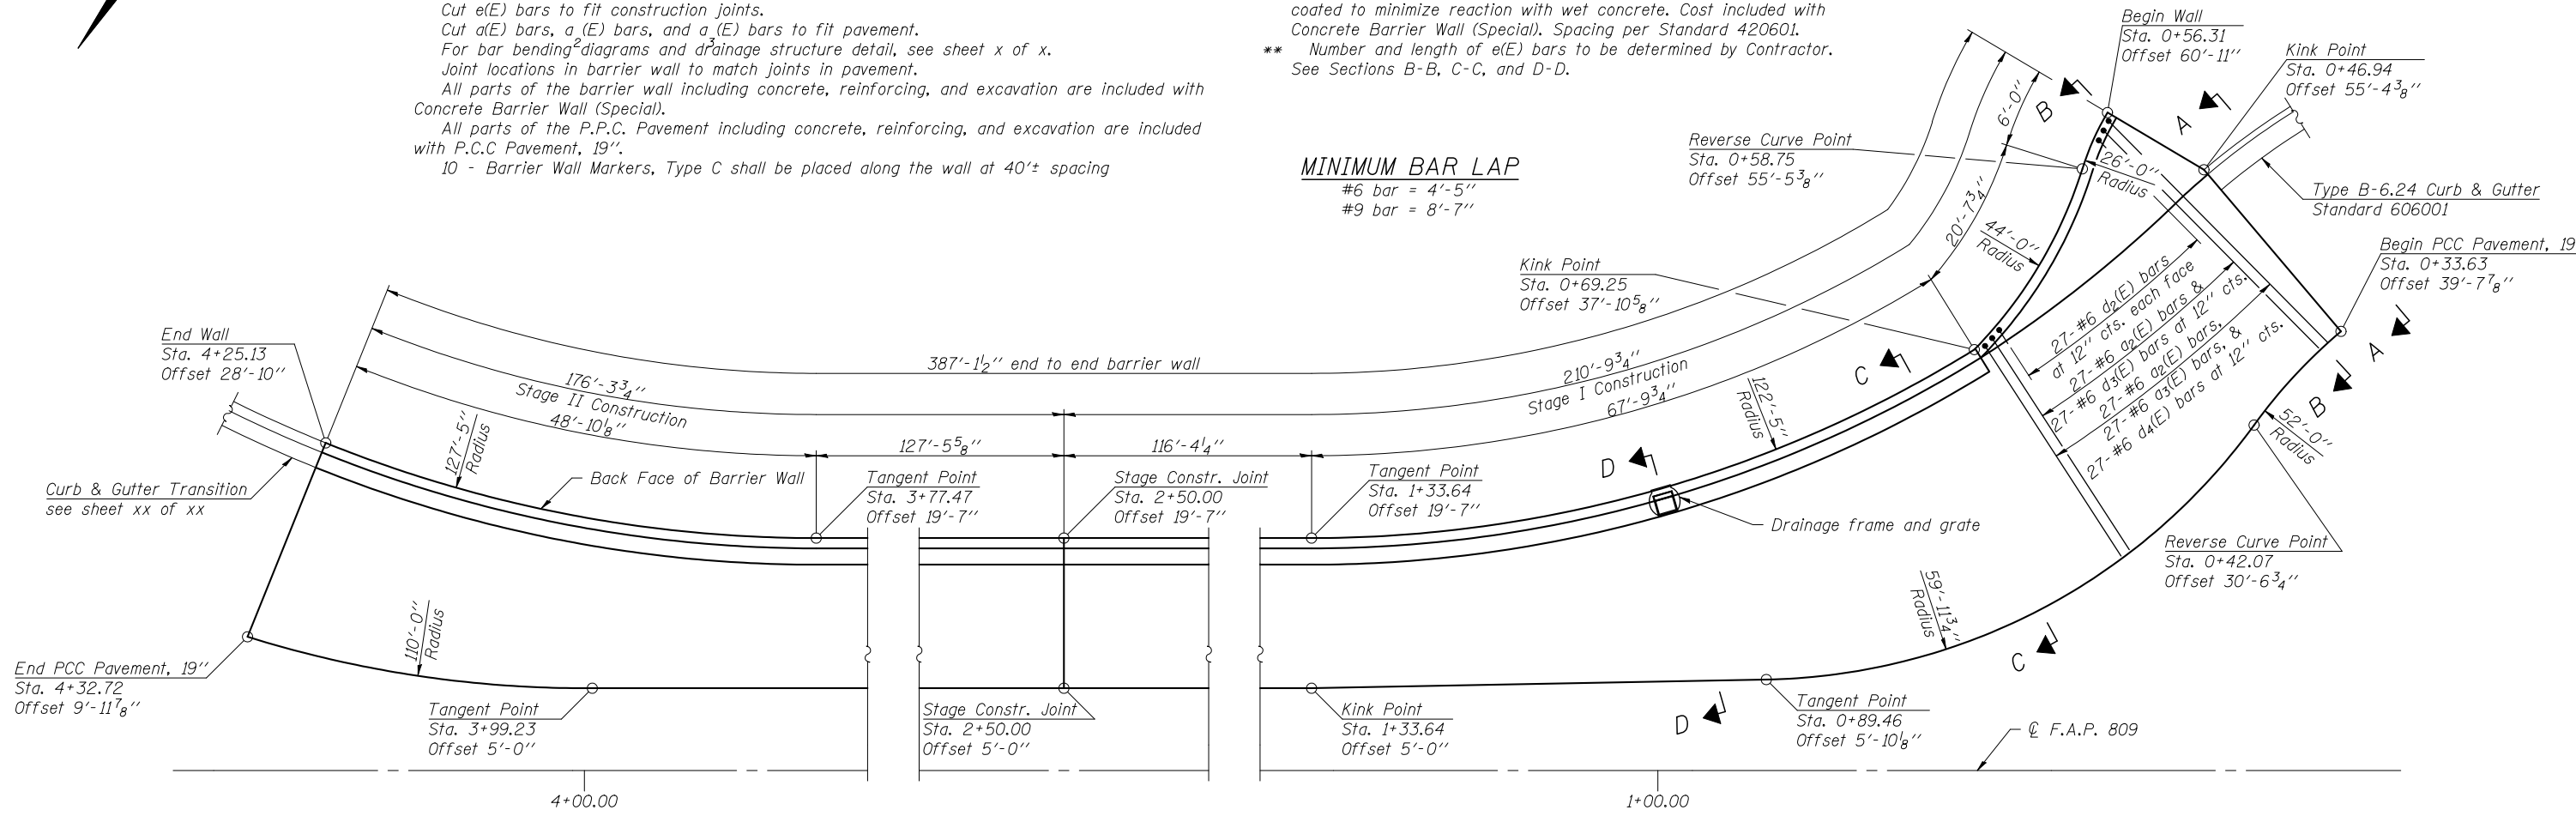 Cut e(E) bars to fit construction joints.
Cut a(E) bars, a2(E) bars, and a3(E) bars to fit pavement.
For bar bending diagrams and drainage structure detail, see sheet x of x.
Joint locations in barrier wall to match joints in pavement.
All parts of the barrier wall including concrete, reinforcing, and excavation are included with
Concrete Barrier Wall (Special).
All parts of the P.P.C. Pavement including concrete, reinforcing, and excavation are included
with P.C.C Pavement, 19''.
10 - Barrier Wall Markers, Type C shall be placed along the wall at 40'± spacing
coated to minimize reaction with wet concrete. Cost included with
Concrete Barrier Wall (Special). Spacing per Standard 420601.
** Number and length of e(E) bars to be determined by Contractor.
See Sections B-B, C-C, and D-D.
MINIMUM BAR LAP
#6 bar = 4'-5''
#9 bar = 8'-7''
Begin Wall
Sta. 0+56.31
Offset 60'-11''
Kink Point
Sta. 0+46.94
Offset 55'-4 3/8''
Reverse Curve Point
Sta. 0+58.75
Offset 55'-5 3/8''
6'-0''
B
A
26'-0''
Radius
Type B-6.24 Curb & Gutter
Standard 606001
20'-7 3/4''
44'-0''
Radius
Begin PCC Pavement, 19
Sta. 0+33.63
Offset 39'-7 7/8''
Kink Point
Sta. 0+69.25
Offset 37'-10 5/8''
27-#6 d2(E) bars
at 12'' cts. each face
27-#6 a2(E) bars &
27-#6 d3(E) bars at 12'' cts.
27-#6 a2(E) bars,
27-#6 a3(E) bars, &
27-#6 d4(E) bars at 12'' cts.
A
B
52'-0''
Radius
End Wall
Sta. 4+25.13
Offset 28'-10''
387'-1 1/2'' end to end barrier wall
176'-3 3/4''
Stage II Construction
48'-10 1/8''
210'-9 3/4''
Stage I Construction
67'-9 3/4''
C
122'-5''
Radius
127'-5''
Radius
127'-5 5/8''
116'-4 1/4''
D
Curb & Gutter Transition
see sheet xx of xx
Back Face of Barrier Wall
Tangent Point
Sta. 3+77.47
Offset 19'-7''
Stage Constr. Joint
Sta. 2+50.00
Offset 19'-7''
Tangent Point
Sta. 1+33.64
Offset 19'-7''
Drainage frame and grate
Reverse Curve Point
Sta. 0+42.07
Offset 30'-6 3/4''
59'-11 3/4''
Radius
110'-0''
Radius
C
End PCC Pavement, 19''
Sta. 4+32.72
Offset 9'-11 7/8''
Tangent Point
Sta. 3+99.23
Offset 5'-0''
Stage Constr. Joint
Sta. 2+50.00
Offset 5'-0''
Kink Point
Sta. 1+33.64
Offset 5'-0''
D
Tangent Point
Sta. 0+89.46
Offset 5'-10 1/8''
℄ F.A.P. 809
4+00.00
1+00.00